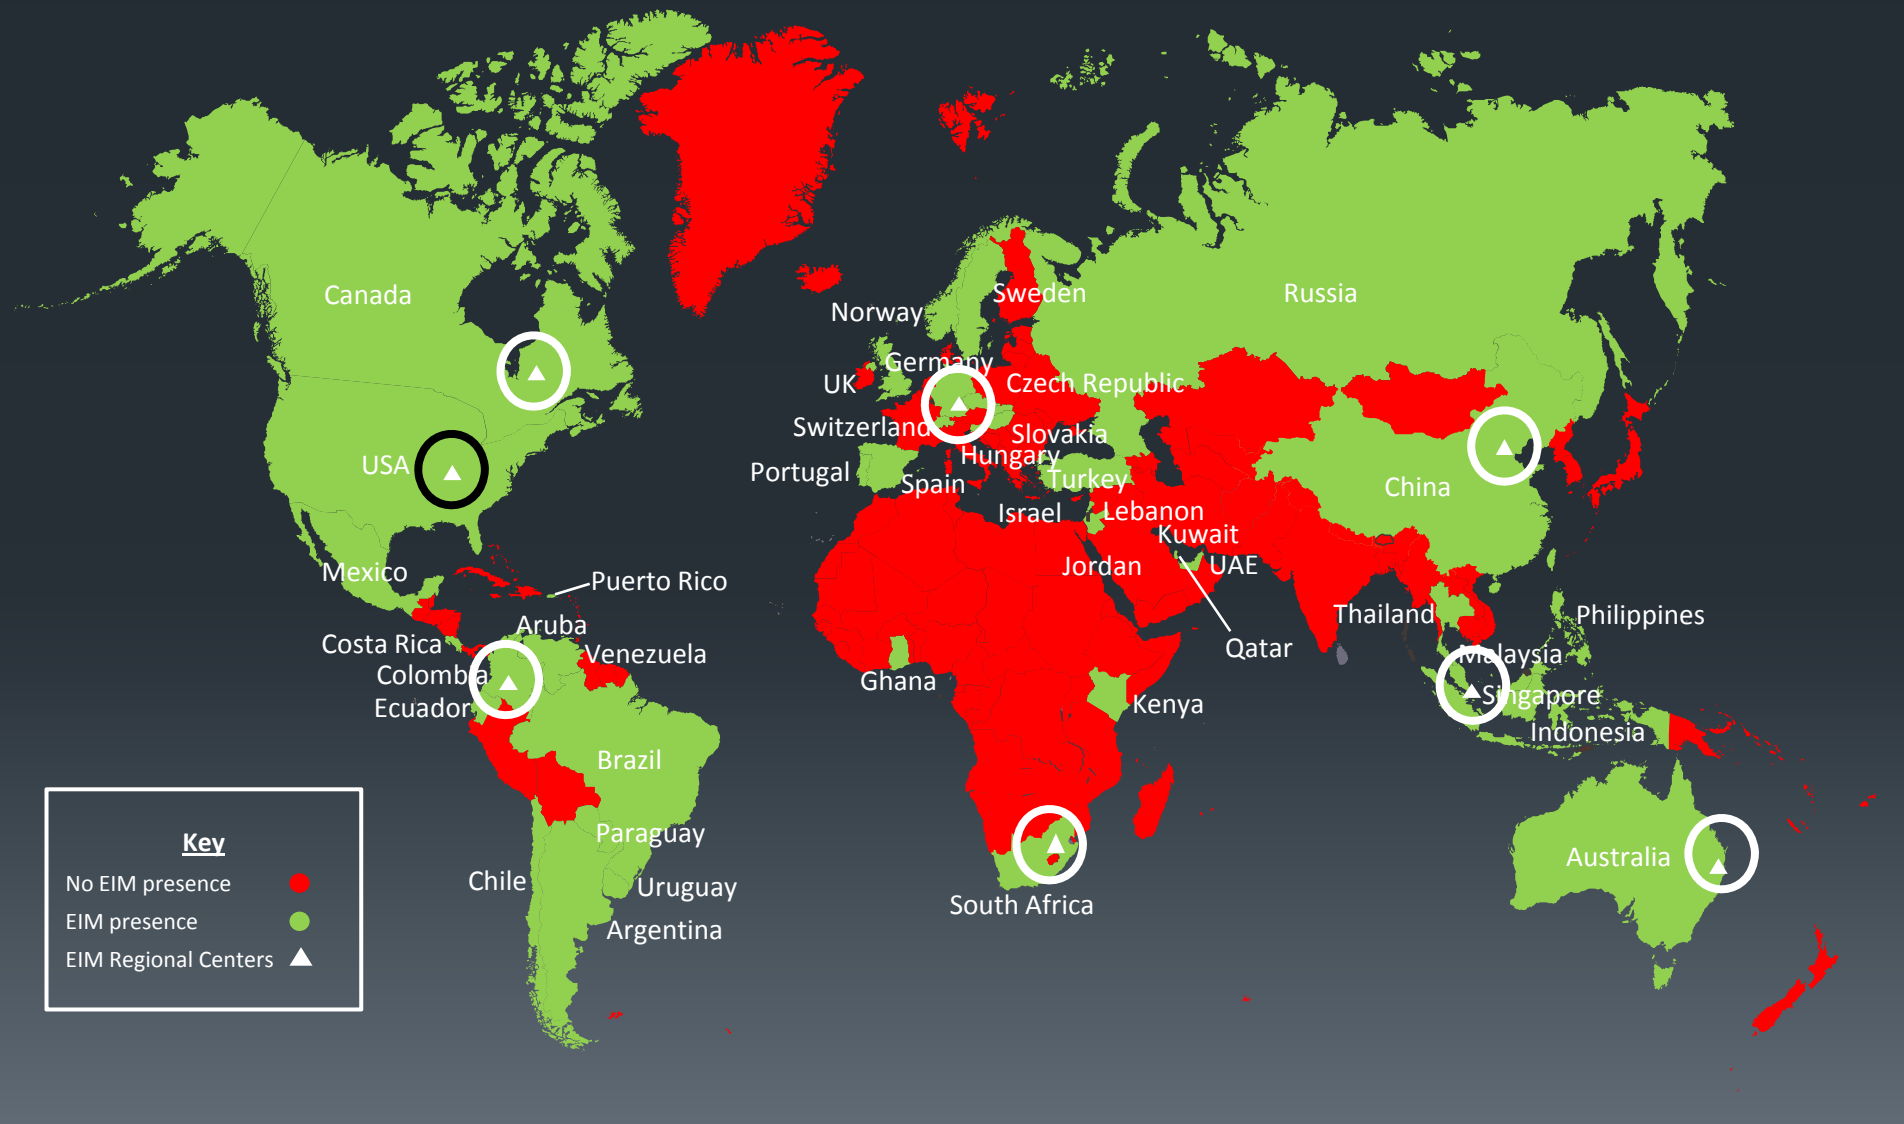 Canada
Norway
Sweden
Russia
Germany
UK
Czech Republic
Switzerland
Slovakia
Hungary
USA
Portugal
Spain
Turkey
China
Israel
Lebanon
Kuwait
Mexico
Puerto Rico
Jordan
UAE
Aruba
Thailand
Philippines
Costa Rica
Venezuela
Qatar
Malaysia
Colombia
Ghana
Singapore
Ecuador
Kenya
Indonesia
Brazil
Paraguay
Australia
Chile
Uruguay
South Africa
Argentina
Key
No EIM presence
EIM presence
EIM Regional Centers